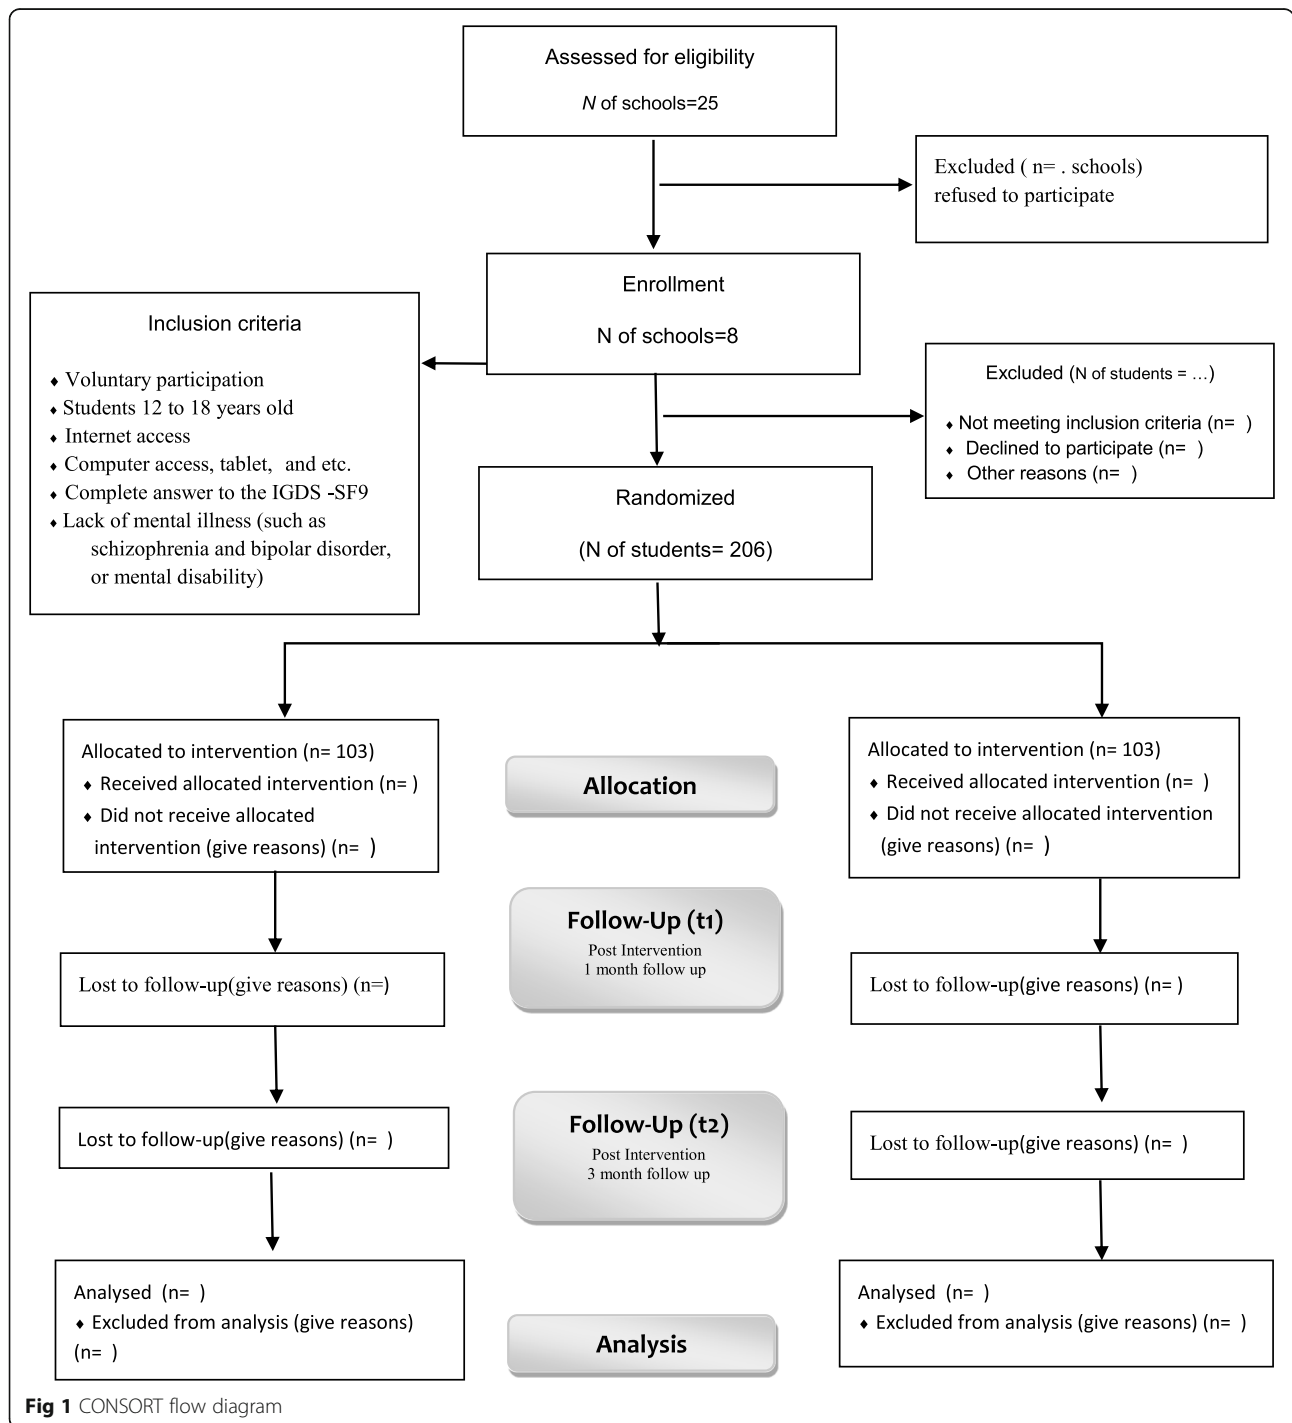 Assessed for eligibility
N of schools=25
Excluded ( n= . schools)
refused to participate
Enrollment
N of schools=8
Inclusion criteria
♦ Voluntary participation
♦ Students 12 to 18 years old
♦ Internet access
♦ Computer access, tablet, and etc.
♦ Complete answer to the IGDS -SF9
♦ Lack of mental illness (such as
schizophrenia and bipolar disorder,
or mental disability)
Excluded (N of students = ...)
♦ Not meeting inclusion criteria (n= )
♦ Declined to participate (n= )
♦ Other reasons (n= )
Randomized
(N of students= 206)
Allocated to intervention (n= 103)
♦ Received allocated intervention (n= )
♦ Did not receive allocated
intervention (give reasons) (n= )
Allocation
Allocated to intervention (n= 103)
♦ Received allocated intervention (n= )
♦ Did not receive allocated intervention
(give reasons) (n= )
Follow-Up (t1)
Post Intervention
1 month follow up
Lost to follow-up(give reasons) (n=)
Lost to follow-up(give reasons) (n= )
Follow-Up (t2)
Post Intervention
3 month follow up
Lost to follow-up(give reasons) (n= )
Lost to follow-up(give reasons) (n= )
Analysed (n= )
♦ Excluded from analysis (give reasons)
(n= )
Analysis
Analysed (n= )
♦ Excluded from analysis (give reasons) (n= )
Fig 1 CONSORT flow diagram